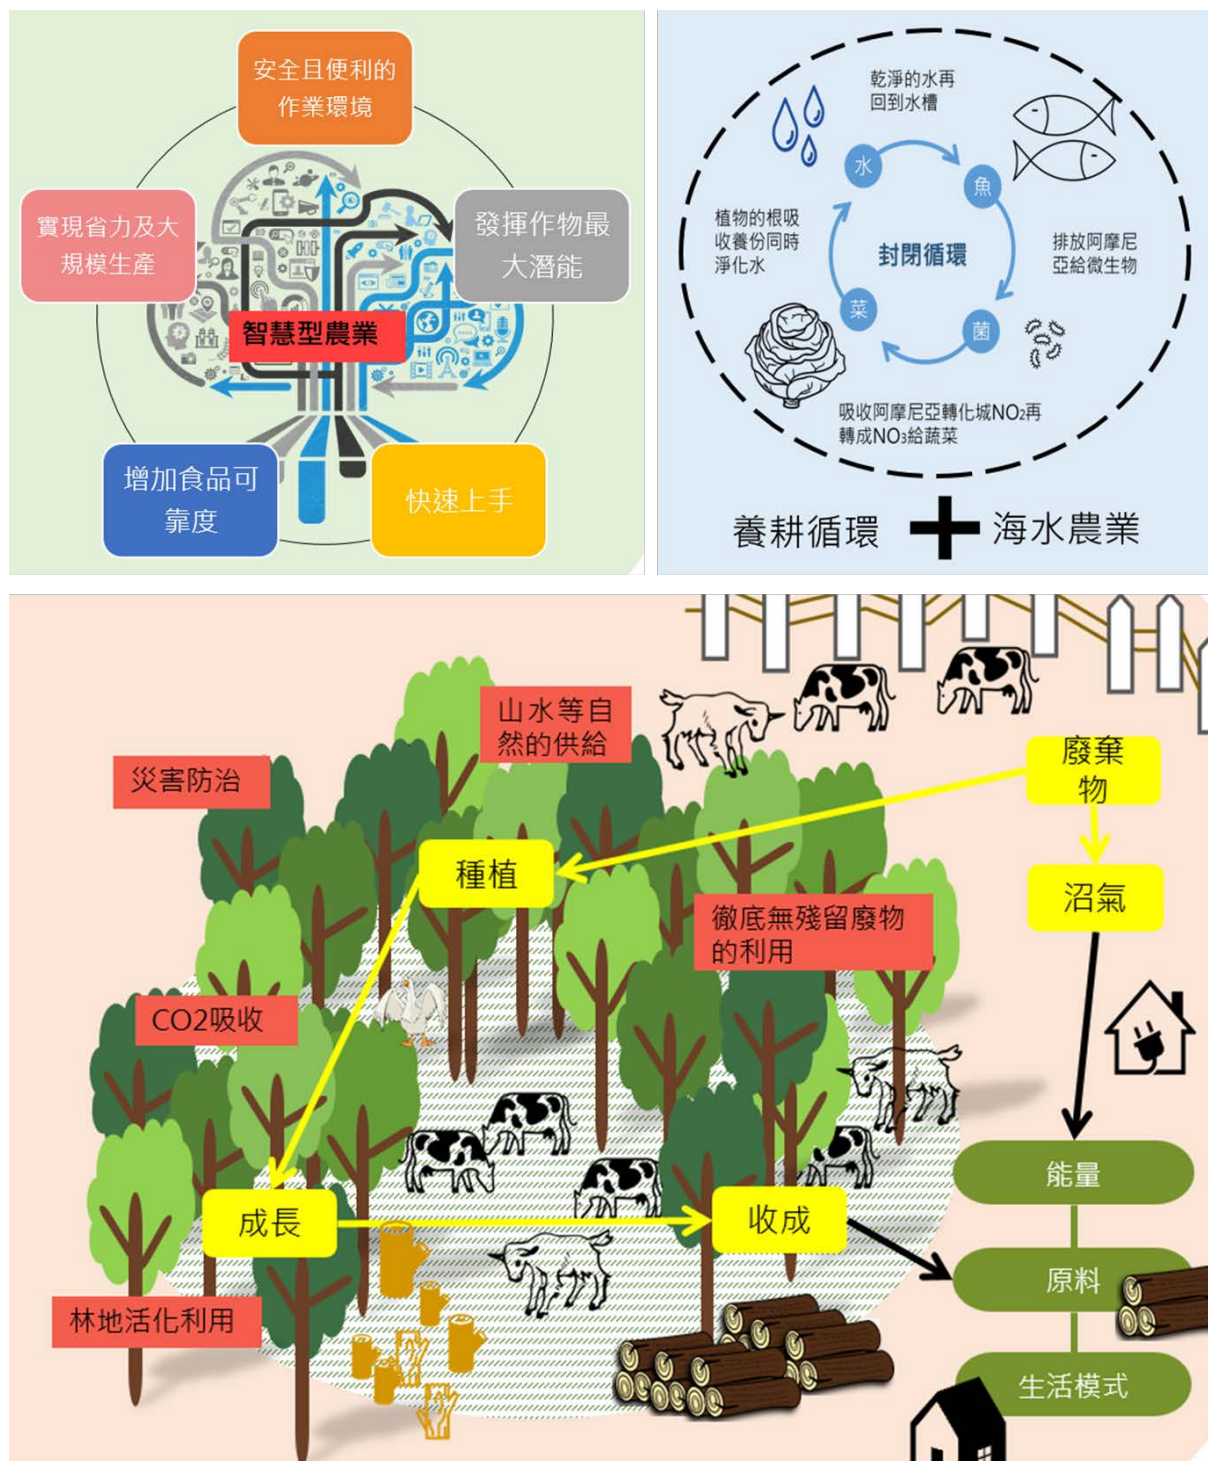 安全且便利的
作業環境
實現省力及大
規模生產
發揮作物最
大潛能
智慧型農業
增加食品可
靠度
快速上手
乾淨的水再
回到水槽
水
魚
植物的根吸
收養份同時
淨化水
封閉循環
排放阿摩尼
亞給微生物
菜
菌
吸收阿摩尼亞轉化城NO₂再
轉成NO₃給蔬菜
養耕循環
海水農業
山水等自
然的供給
災害防治
廢棄
物
種植
沼氣
徹底無殘留廢物
的利用
CO2吸收
能量
成長
收成
原料
林地活化利用
生活模式